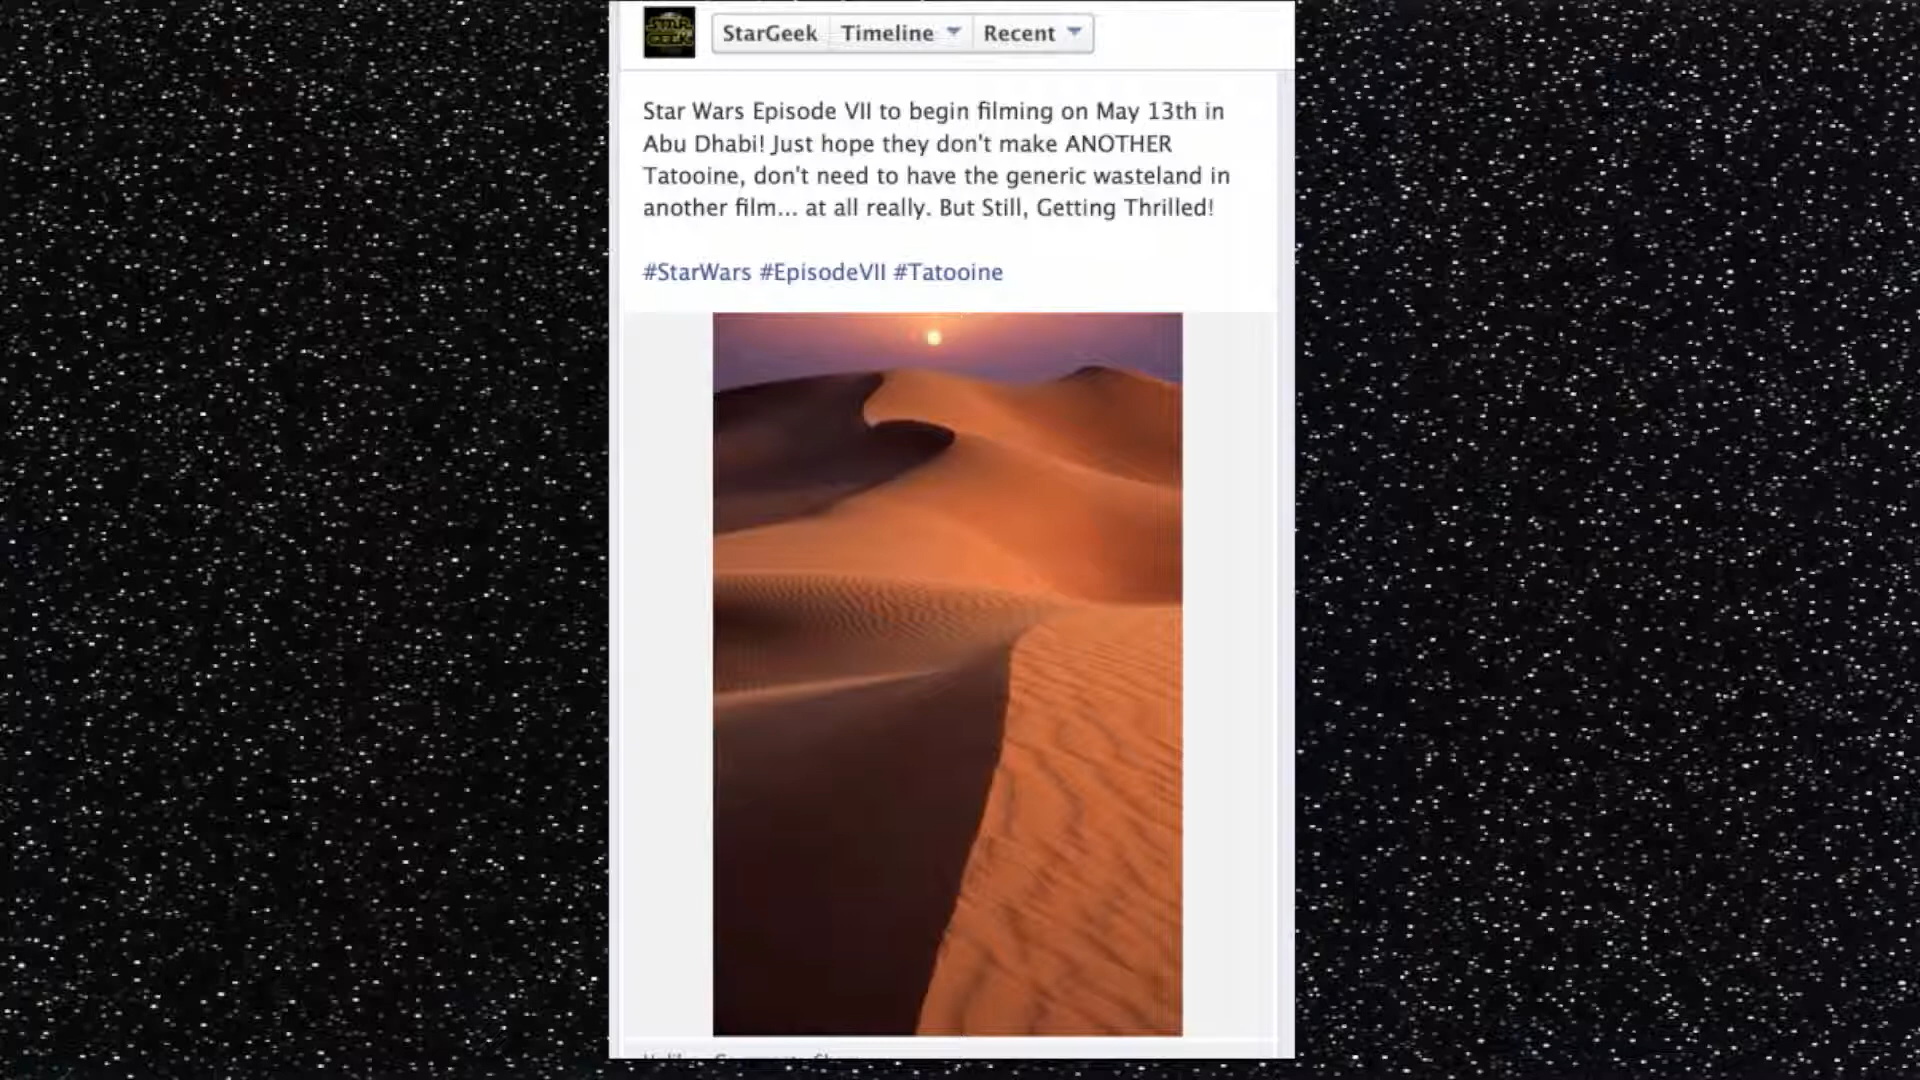 STAR GEEK
StarGeek Timeline Recent
Star Wars Episode VII to begin filming on May 13th in
Abu Dhabi! Just hope they don't make ANOTHER
Tatooine, don't need to have the generic wasteland in
another film... at all really. But Still, Getting Thrilled!
#StarWars #EpisodeVII #Tatooine